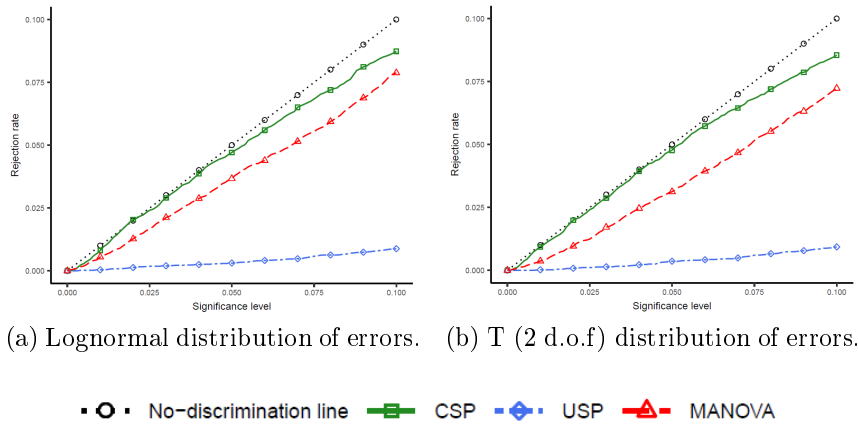 0.100
0.075
0.050
0.025
0.000
Rejection rate
0.000 0.025 0.050 0.075 0.100
Significance level
0.100
0.075
0.050
0.025
0.000
Rejection rate
0.000 0.025 0.050 0.075 0.100
Significance level
(a) Lognormal distribution of errors.
(b) T (2 d.o.f) distribution of errors.
No-discrimination line CSP USP MANOVA